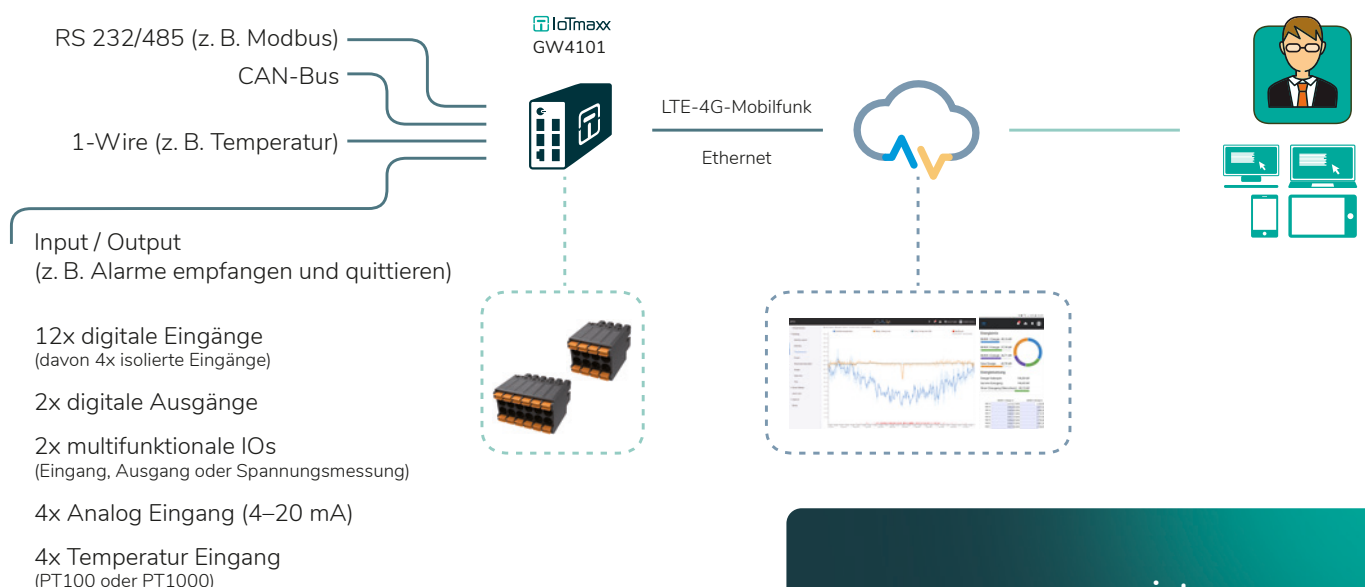 IoTmaxx
GW4101
RS 232/485 (z. B. Modbus)
CAN-Bus
1-Wire (z. B. Temperatur)
LTE-4G-Mobilfunk
Ethernet
Input / Output
(z. B. Alarme empfangen und quittieren)
12x digitale Eingänge
(davon 4x isolierte Eingänge)
2x digitale Ausgänge
2x multifunktionale IOs
(Eingang, Ausgang oder Spannungsmessung)
4x Analog Eingang (4–20 mA)
4x Temperatur Eingang
(PT100 oder PT1000)